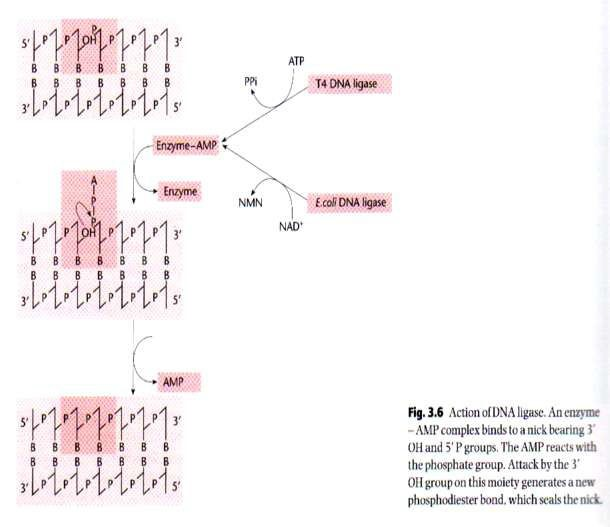 P
5' P P OH P P P 3'
B B B B B B B
B B B B B B B
3' P P P P P P 5'
ATP
PPi
T4 DNA ligase
Enzyme–AMP
Enzyme
NMN
E.coli DNA ligase
NAD⁺
A
P
P
5' P P OH P P P 3'
B B B B B B B
B B B B B B B
3' P P P P P P 5'
AMP
5' P P P P P P 3'
B B B B B B B
B B B B B B B
3' P P P P P P 5'
Fig. 3.6 Action of DNA ligase. An enzyme
– AMP complex binds to a nick bearing 3'
OH and 5' P groups. The AMP reacts with
the phosphate group. Attack by the 3'
OH group on this moiety generates a new
phosphodiester bond, which seals the nick.